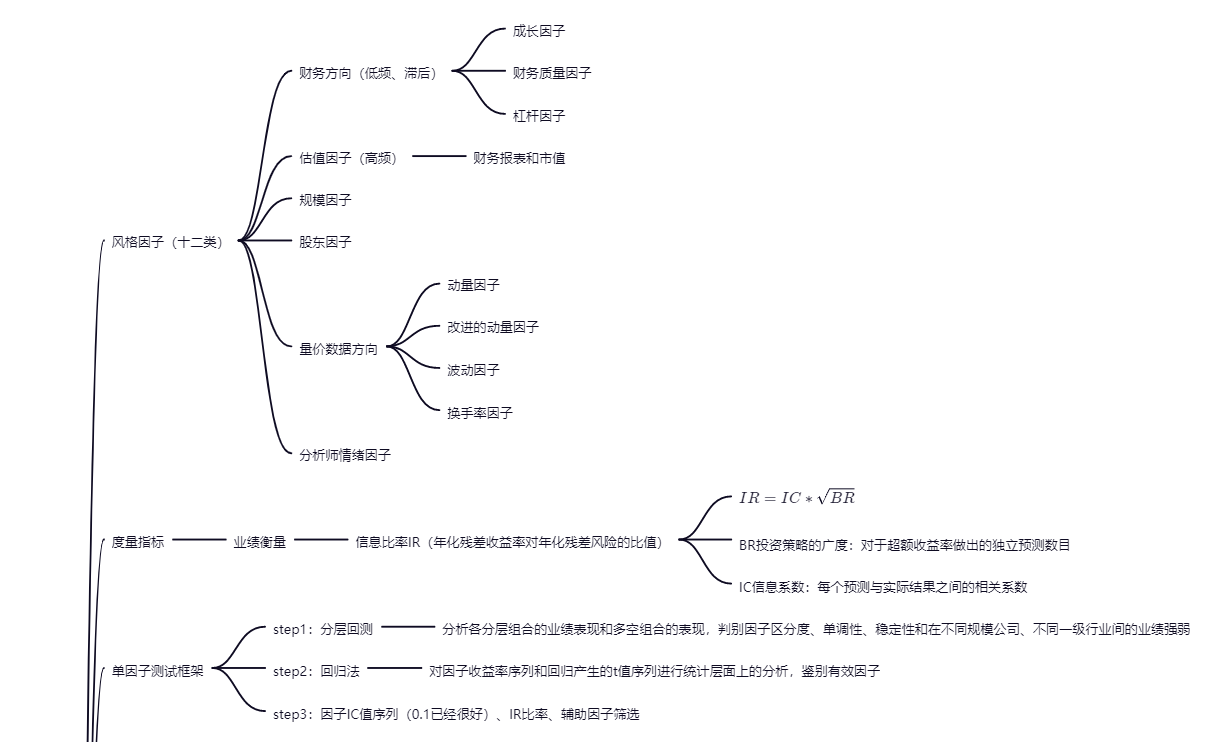 风格因子（十二类）
财务方向（低频、滞后）
成长因子
财务质量因子
杠杆因子
估值因子（高频）
财务报表和市值
规模因子
股东因子
量价数据方向
动量因子
改进的动量因子
波动因子
换手率因子
分析师情绪因子
度量指标
业绩衡量
信息比率IR（年化残差收益率对年化残差风险的比值）
IR = IC * √BR
BR投资策略的广度：对于超额收益率做出的独立预测数目
IC信息系数：每个预测与实际结果之间的相关系数
单因子测试框架
step1：分层回测
分析各分层组合的业绩表现和多空组合的表现，判别因子区分度、单调性、稳定性和在不同规模公司、不同一级行业间的业绩强弱
step2：回归法
对因子收益率序列和回归产生的t值序列进行统计层面上的分析，鉴别有效因子
step3：因子IC值序列（0.1已经很好）、IR比率、辅助因子筛选